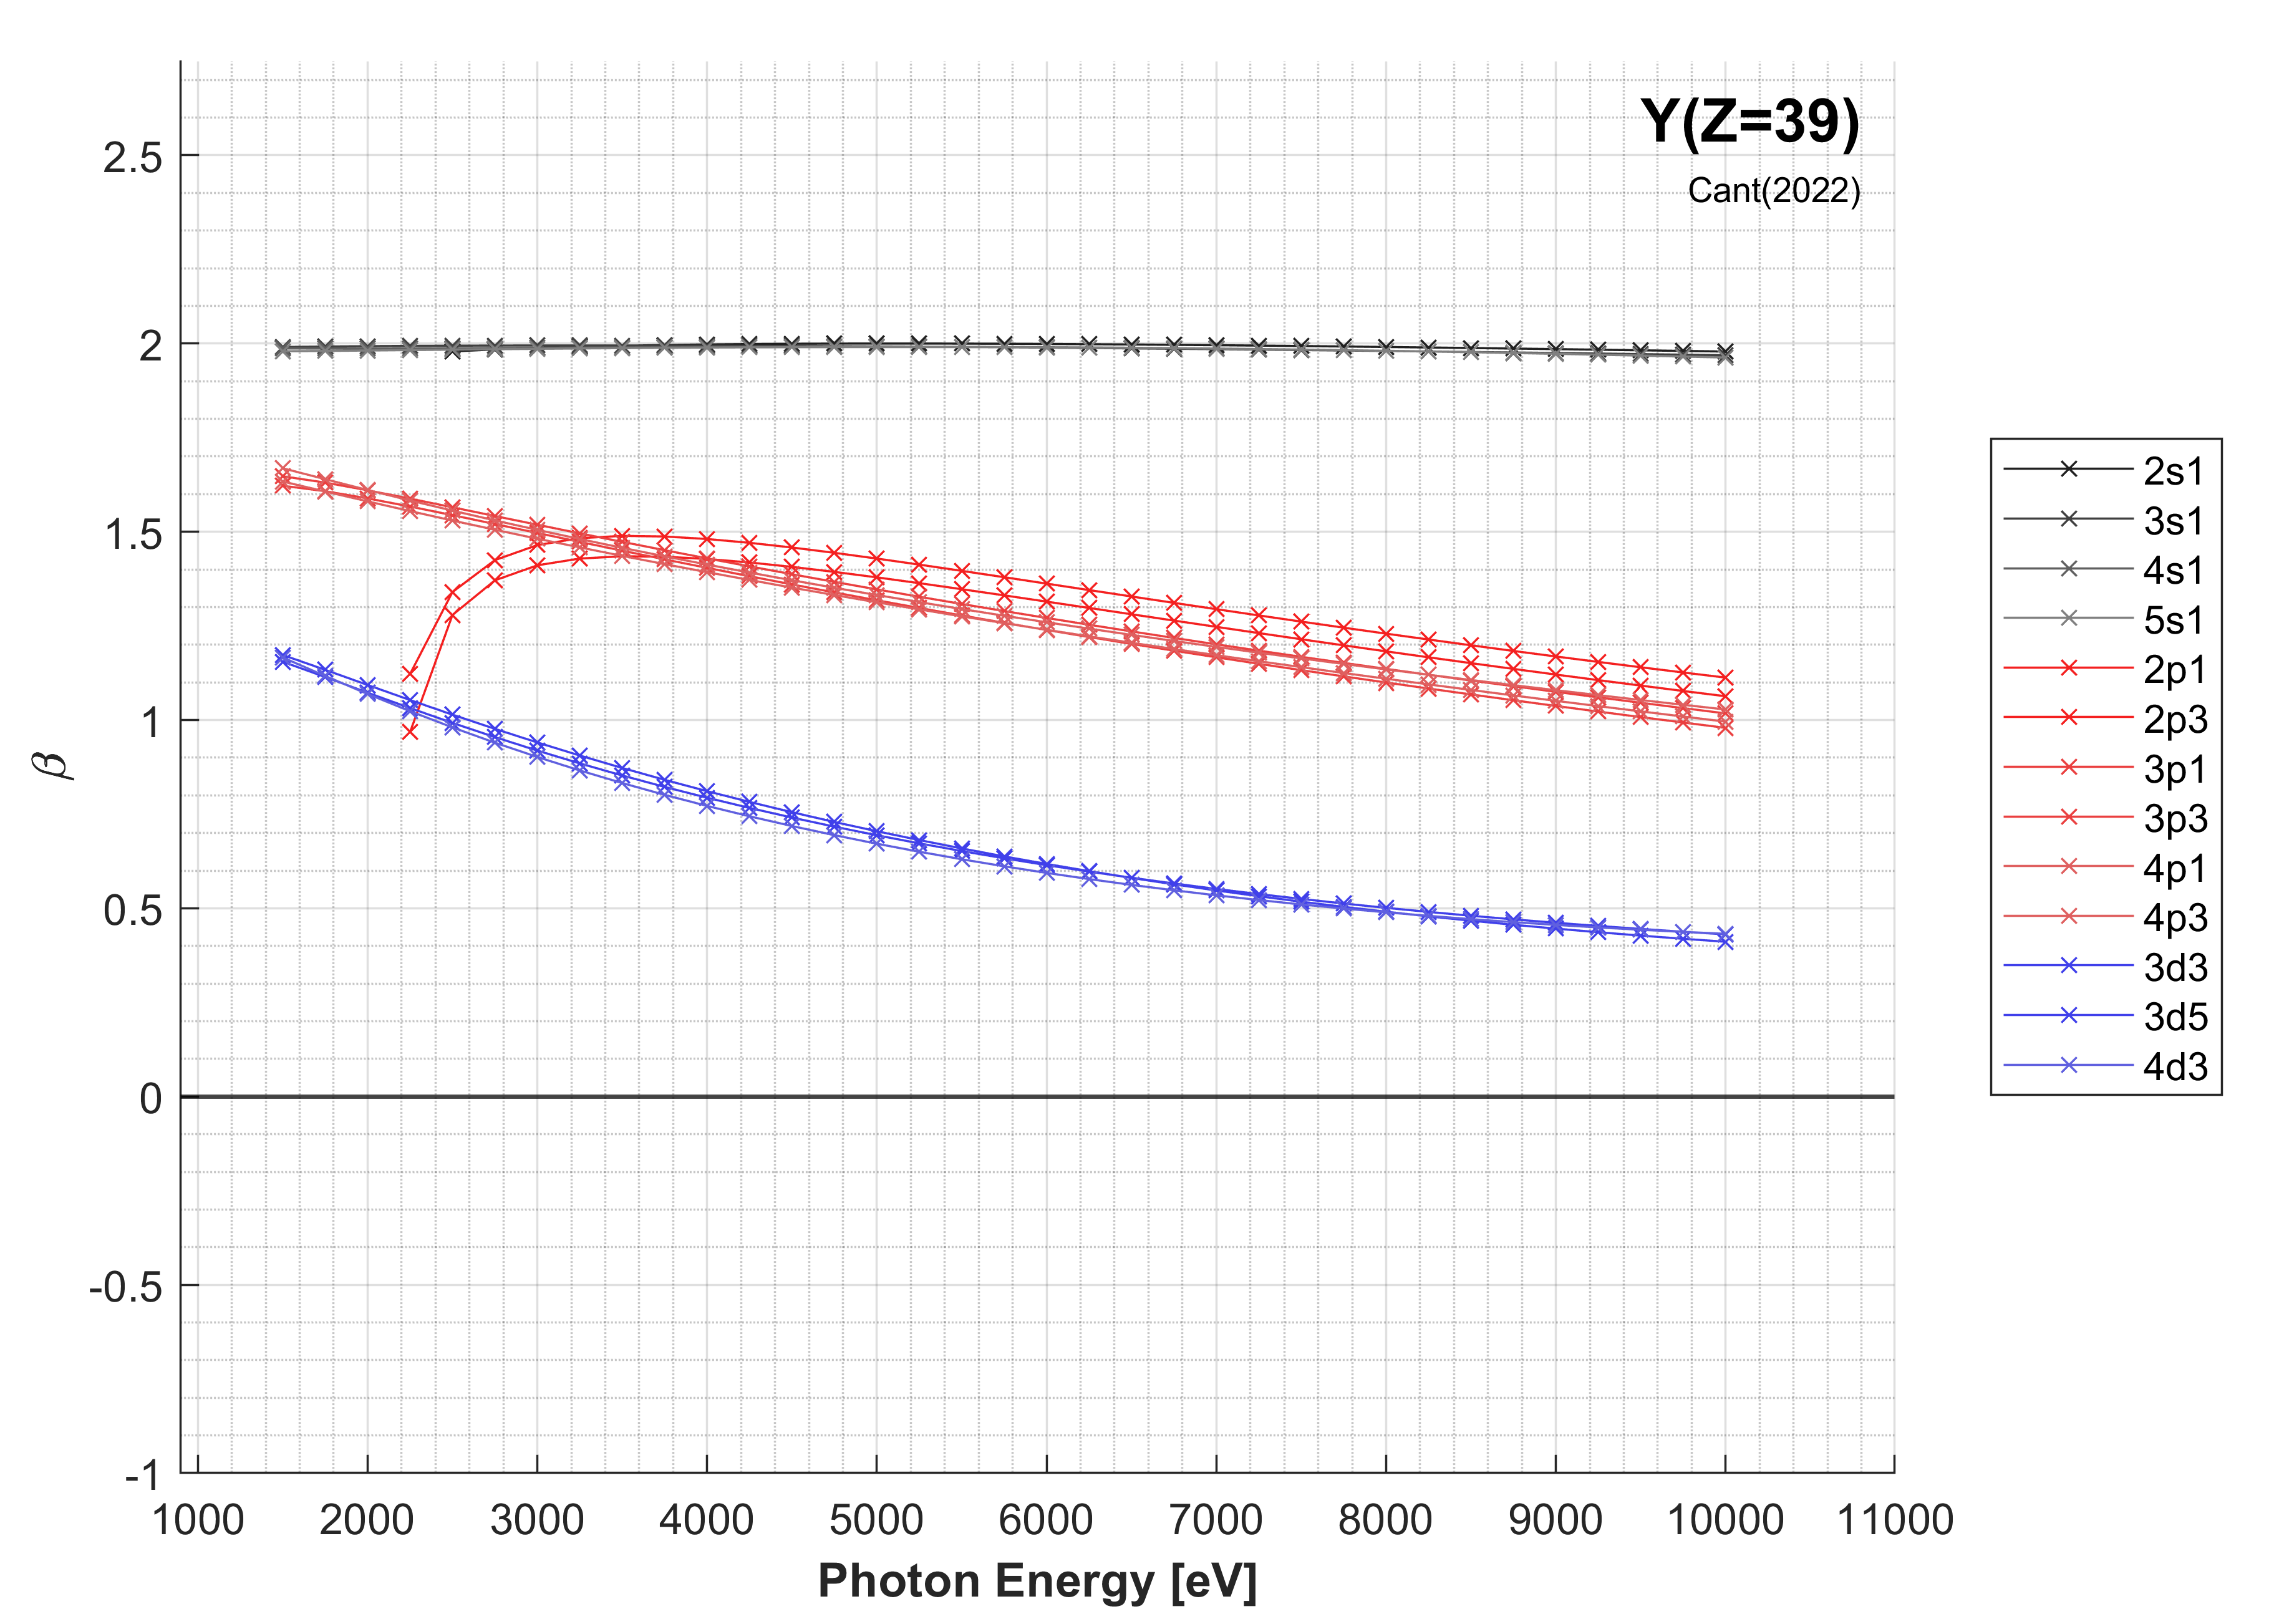 Y(Z=39)
Cant(2022)
2.5
2
1.5
1
0.5
0
-0.5
-1
β
1000 2000 3000 4000 5000 6000 7000 8000 9000 10000 11000
Photon Energy [eV]
2s1
3s1
4s1
5s1
2p1
2p3
3p1
3p3
4p1
4p3
3d3
3d5
4d3